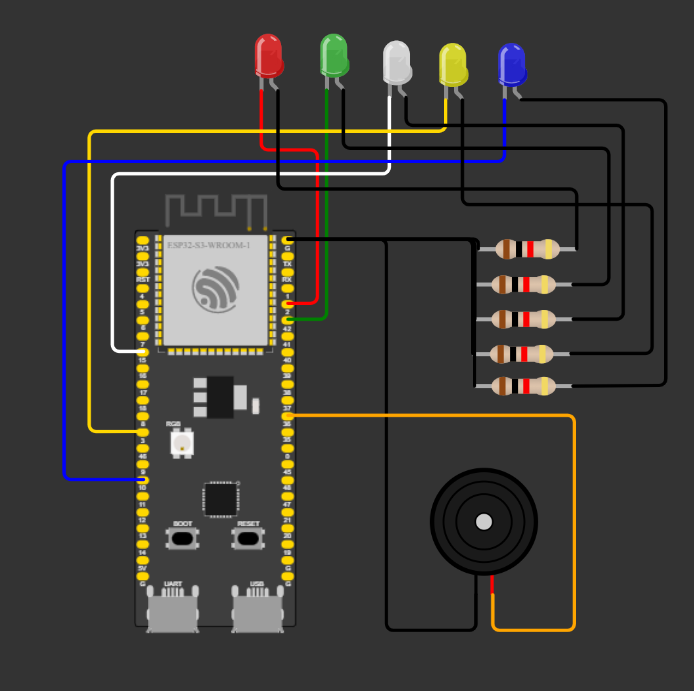 ESP32-S3-WROOM-1
3V3
3V3
RST
4
5
6
7
15
16
17
18
8
3
46
9
10
11
12
13
14
5V
G
G
TX
RX
1
2
42
41
40
39
38
37
36
35
0
45
48
47
21
20
19
G
G
RGB
BOOT
RESET
UART
USB